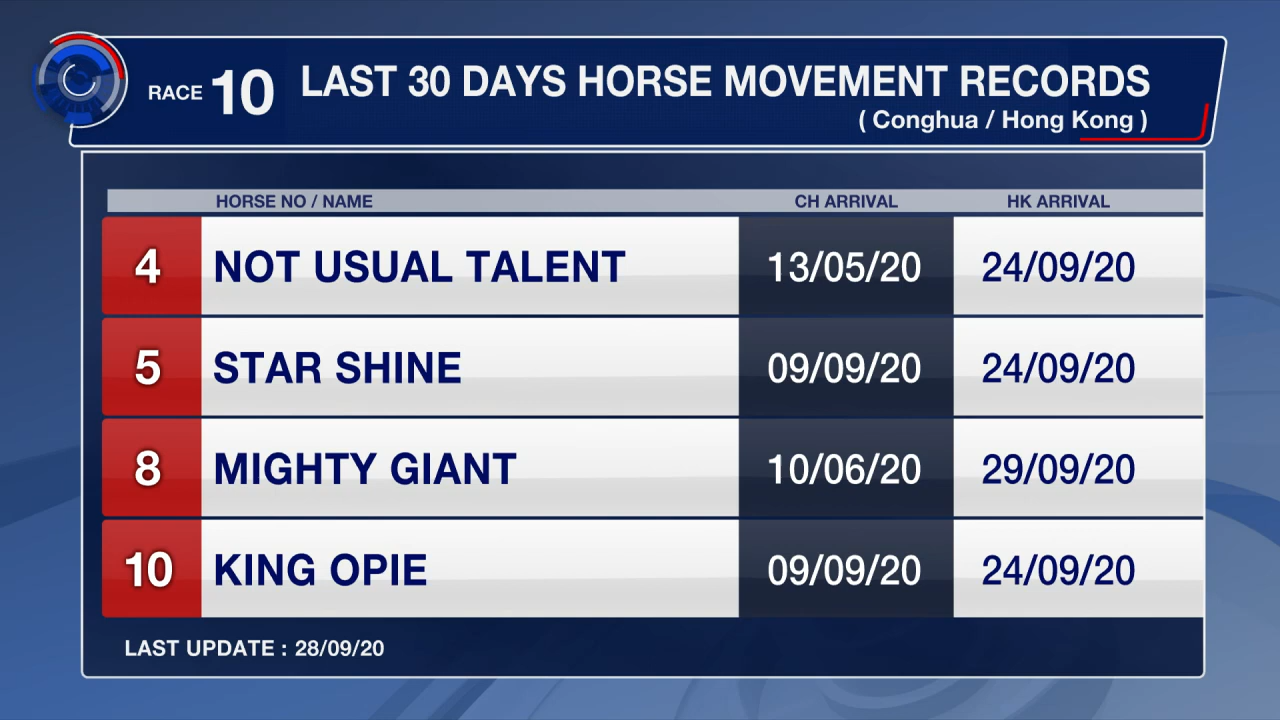 RACE 10 LAST 30 DAYS HORSE MOVEMENT RECORDS
( Conghua / Hong Kong )
HORSE NO / NAME CH ARRIVAL HK ARRIVAL
4 NOT USUAL TALENT 13/05/20 24/09/20
5 STAR SHINE 09/09/20 24/09/20
8 MIGHTY GIANT 10/06/20 29/09/20
10 KING OPIE 09/09/20 24/09/20
LAST UPDATE : 28/09/20